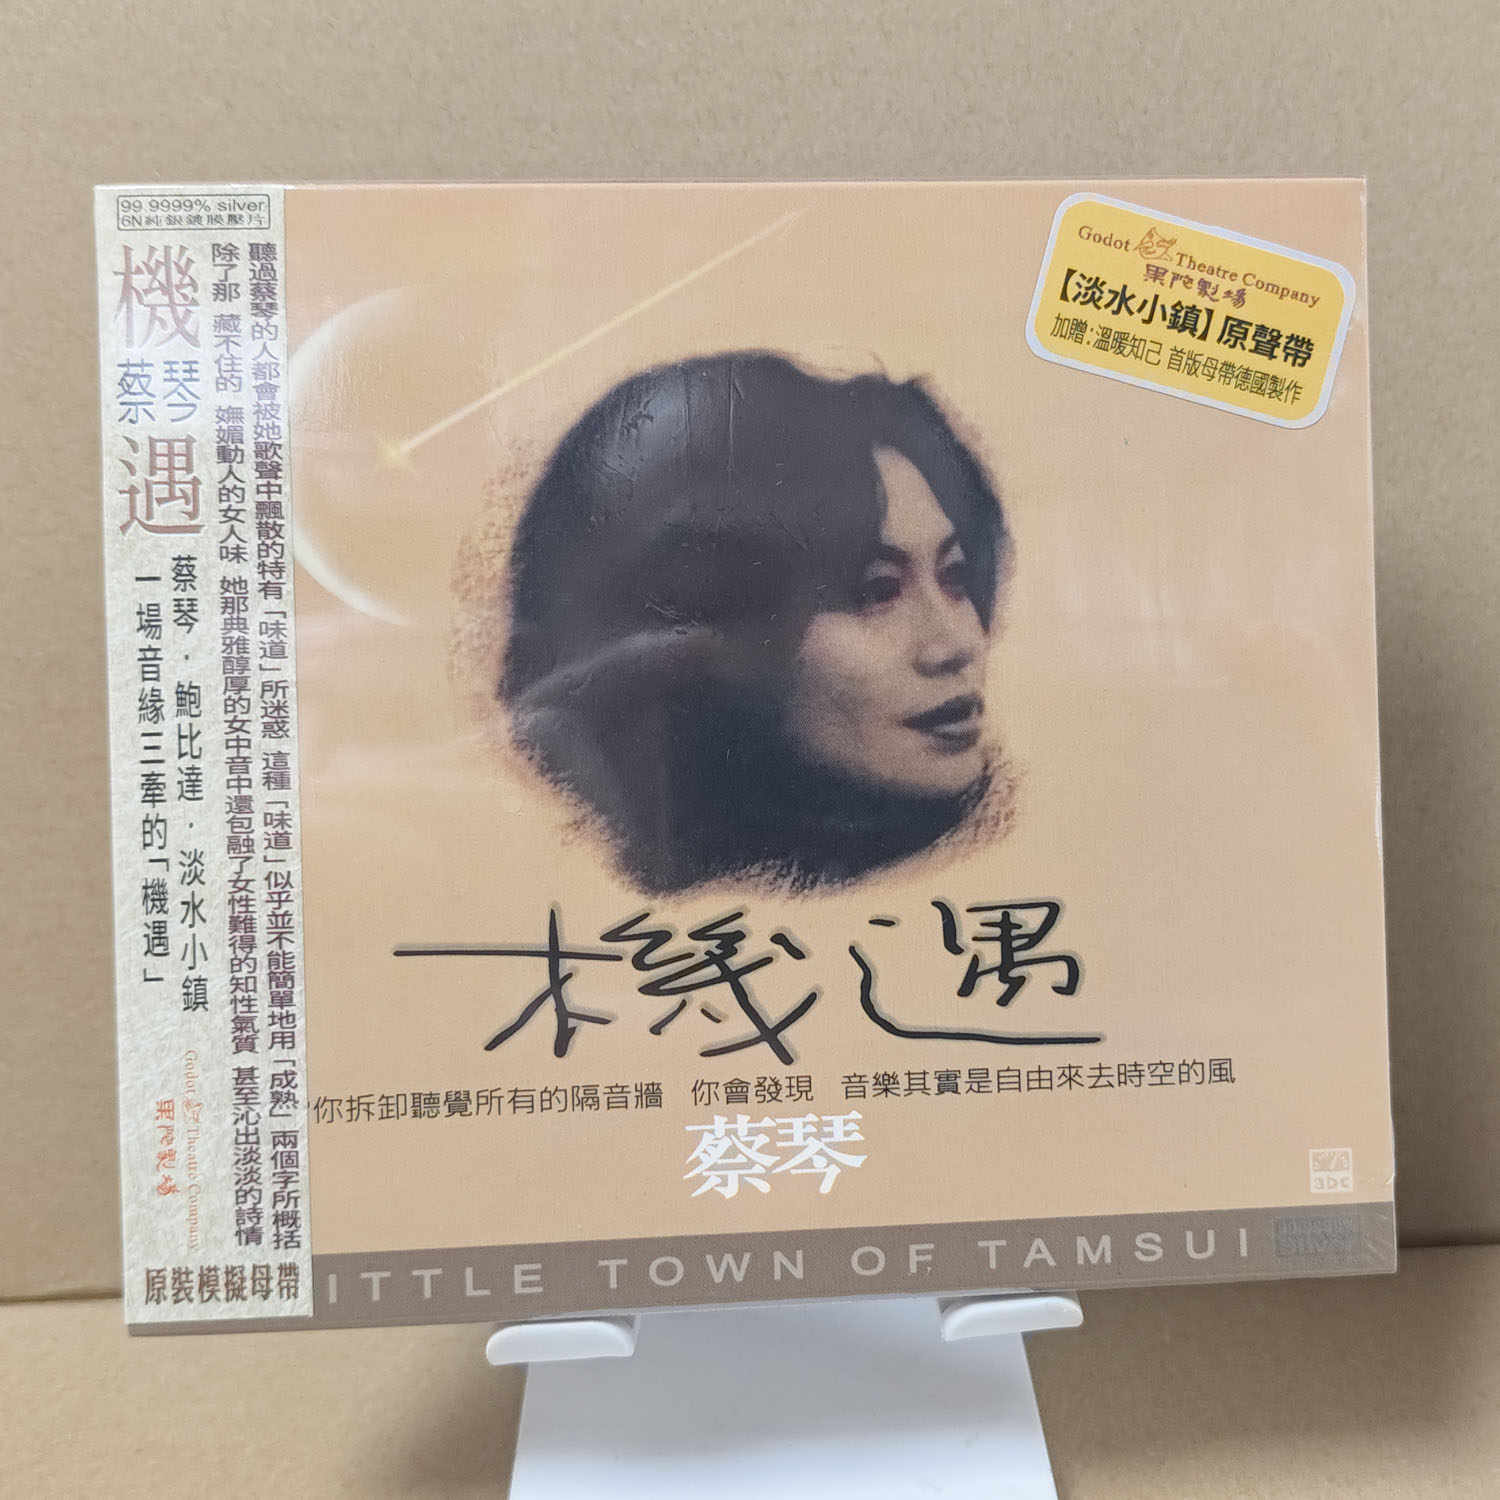 99.9999% silver
6N純銀鍍膜壓片
機
蔡琴
遇
聽過蔡琴的人都會被她歌聲中飄散的特有「味道」所迷惑 這種「味道」似乎並不能簡單地用「成熟」兩個字所概括
除了那 藏不住的 嫵媚動人的女人味 她那典雅醇厚的女中音中還包融了女性難得的知性氣質 甚至沁出淡淡的詩情
蔡琴．鮑比達．淡水小鎮
一場音緣三牽的「機遇」
Godot Theatre Company
果陀劇場
原裝模擬母帶
Godot Theatre Company
果陀劇場
【淡水小鎮】原聲帶
加贈:溫暖知己 首版母帶德國製作
機遇
你拆卸聽覺所有的隔音牆 你會發現 音樂其實是自由來去時空的風
蔡琴
3DC
ITTLE TOWN OF TAMSUI